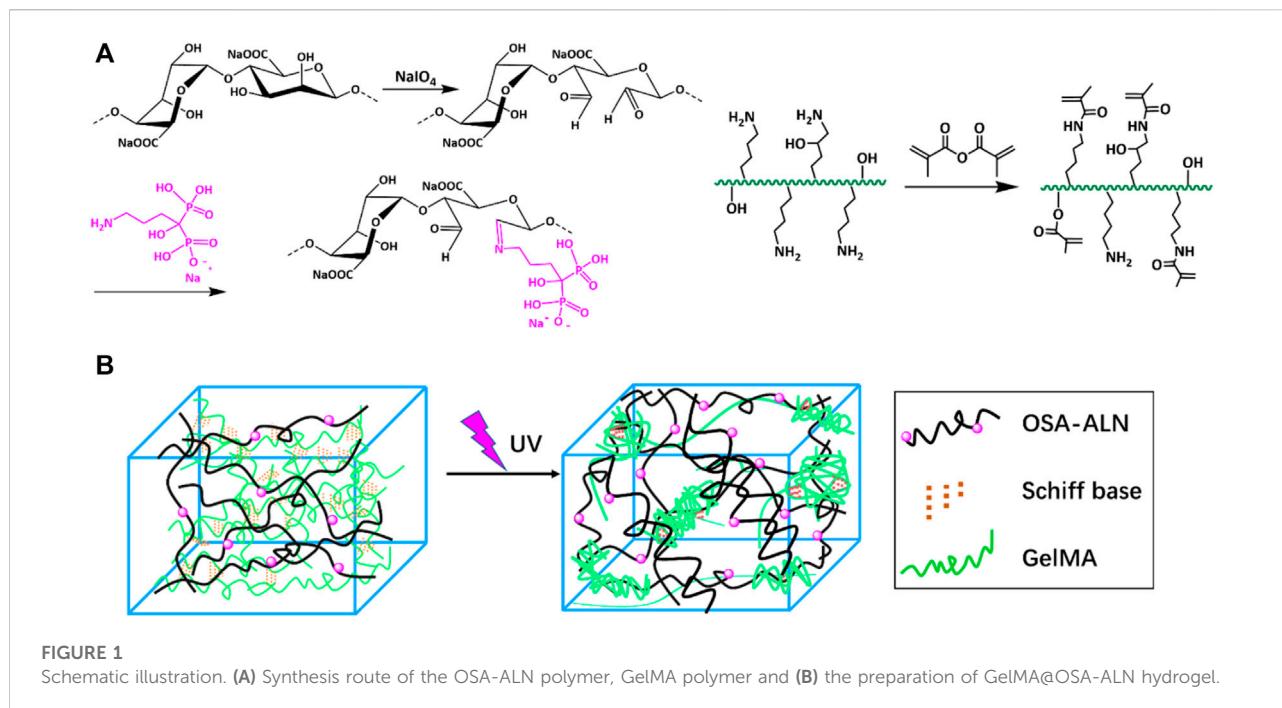 A
OH
NaOOC
OH
OH
O
O
HO
O
O
OH
NaOOC
NaIO₄
OH
NaOOC
O
O
O
O
O
OH
O
H
H
NaOOC
H₂N
H₂N
HO
OH
OH
NH₂
NH₂
O
O
O
O
HN
O
HN
HO
OH
O
O
NH₂
NH
O
HO
OH
P
O
H₂N
HO
P
O
HO
O⁻
Na⁺
OH
NaOOC
O
O
O
O
O
OH
O
H
N
NaOOC
OH
HO
P
O
HO
HO
P
O
Na⁺ O⁻
B
UV
OSA-ALN
Schiff base
GelMA
FIGURE 1
Schematic illustration. (A) Synthesis route of the OSA-ALN polymer, GelMA polymer and (B) the preparation of GelMA@OSA-ALN hydrogel.